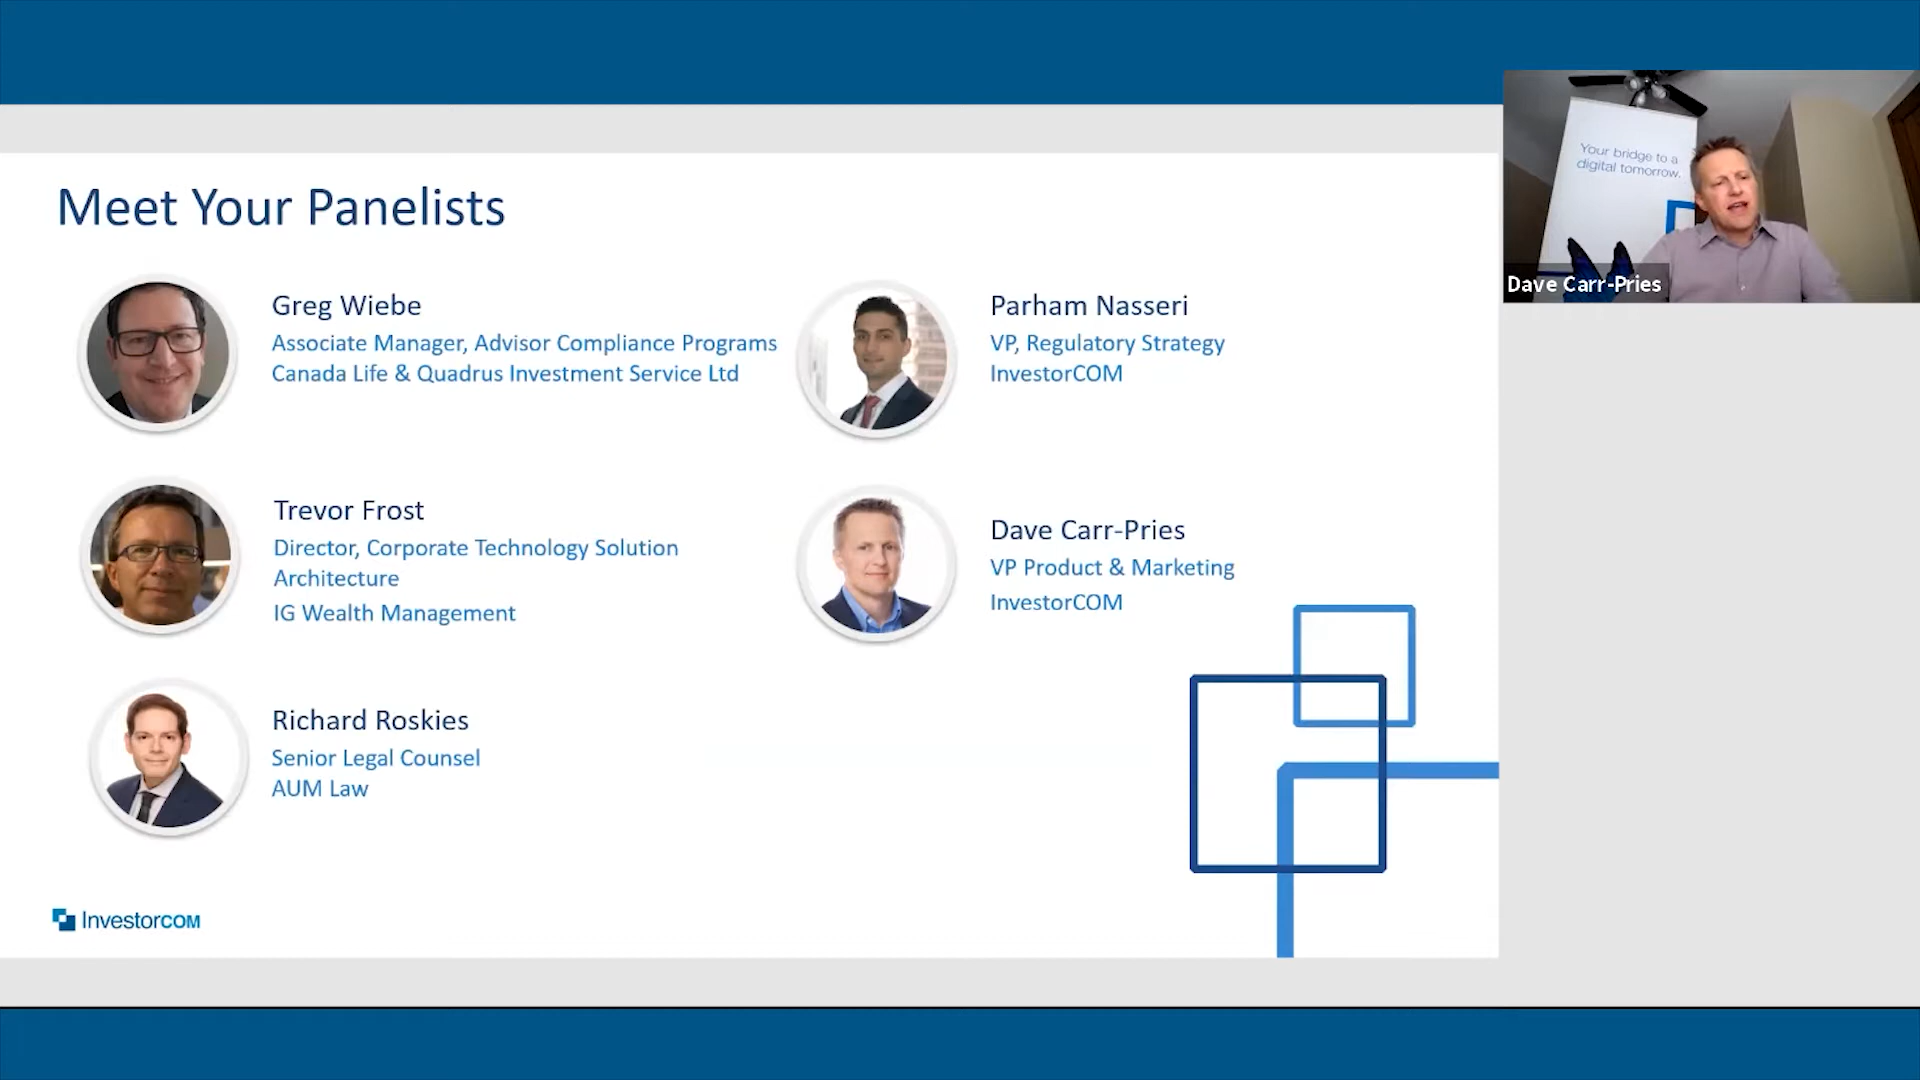 Meet Your Panelists
Greg Wiebe
Associate Manager, Advisor Compliance Programs
Canada Life & Quadrus Investment Service Ltd
Trevor Frost
Director, Corporate Technology Solution
Architecture
IG Wealth Management
Richard Roskies
Senior Legal Counsel
AUM Law
Parham Nasseri
VP, Regulatory Strategy
InvestorCOM
Dave Carr-Pries
VP Product & Marketing
InvestorCOM
InvestorCOM
Your bridge to a
digital tomorrow.
Dave Carr-Pries